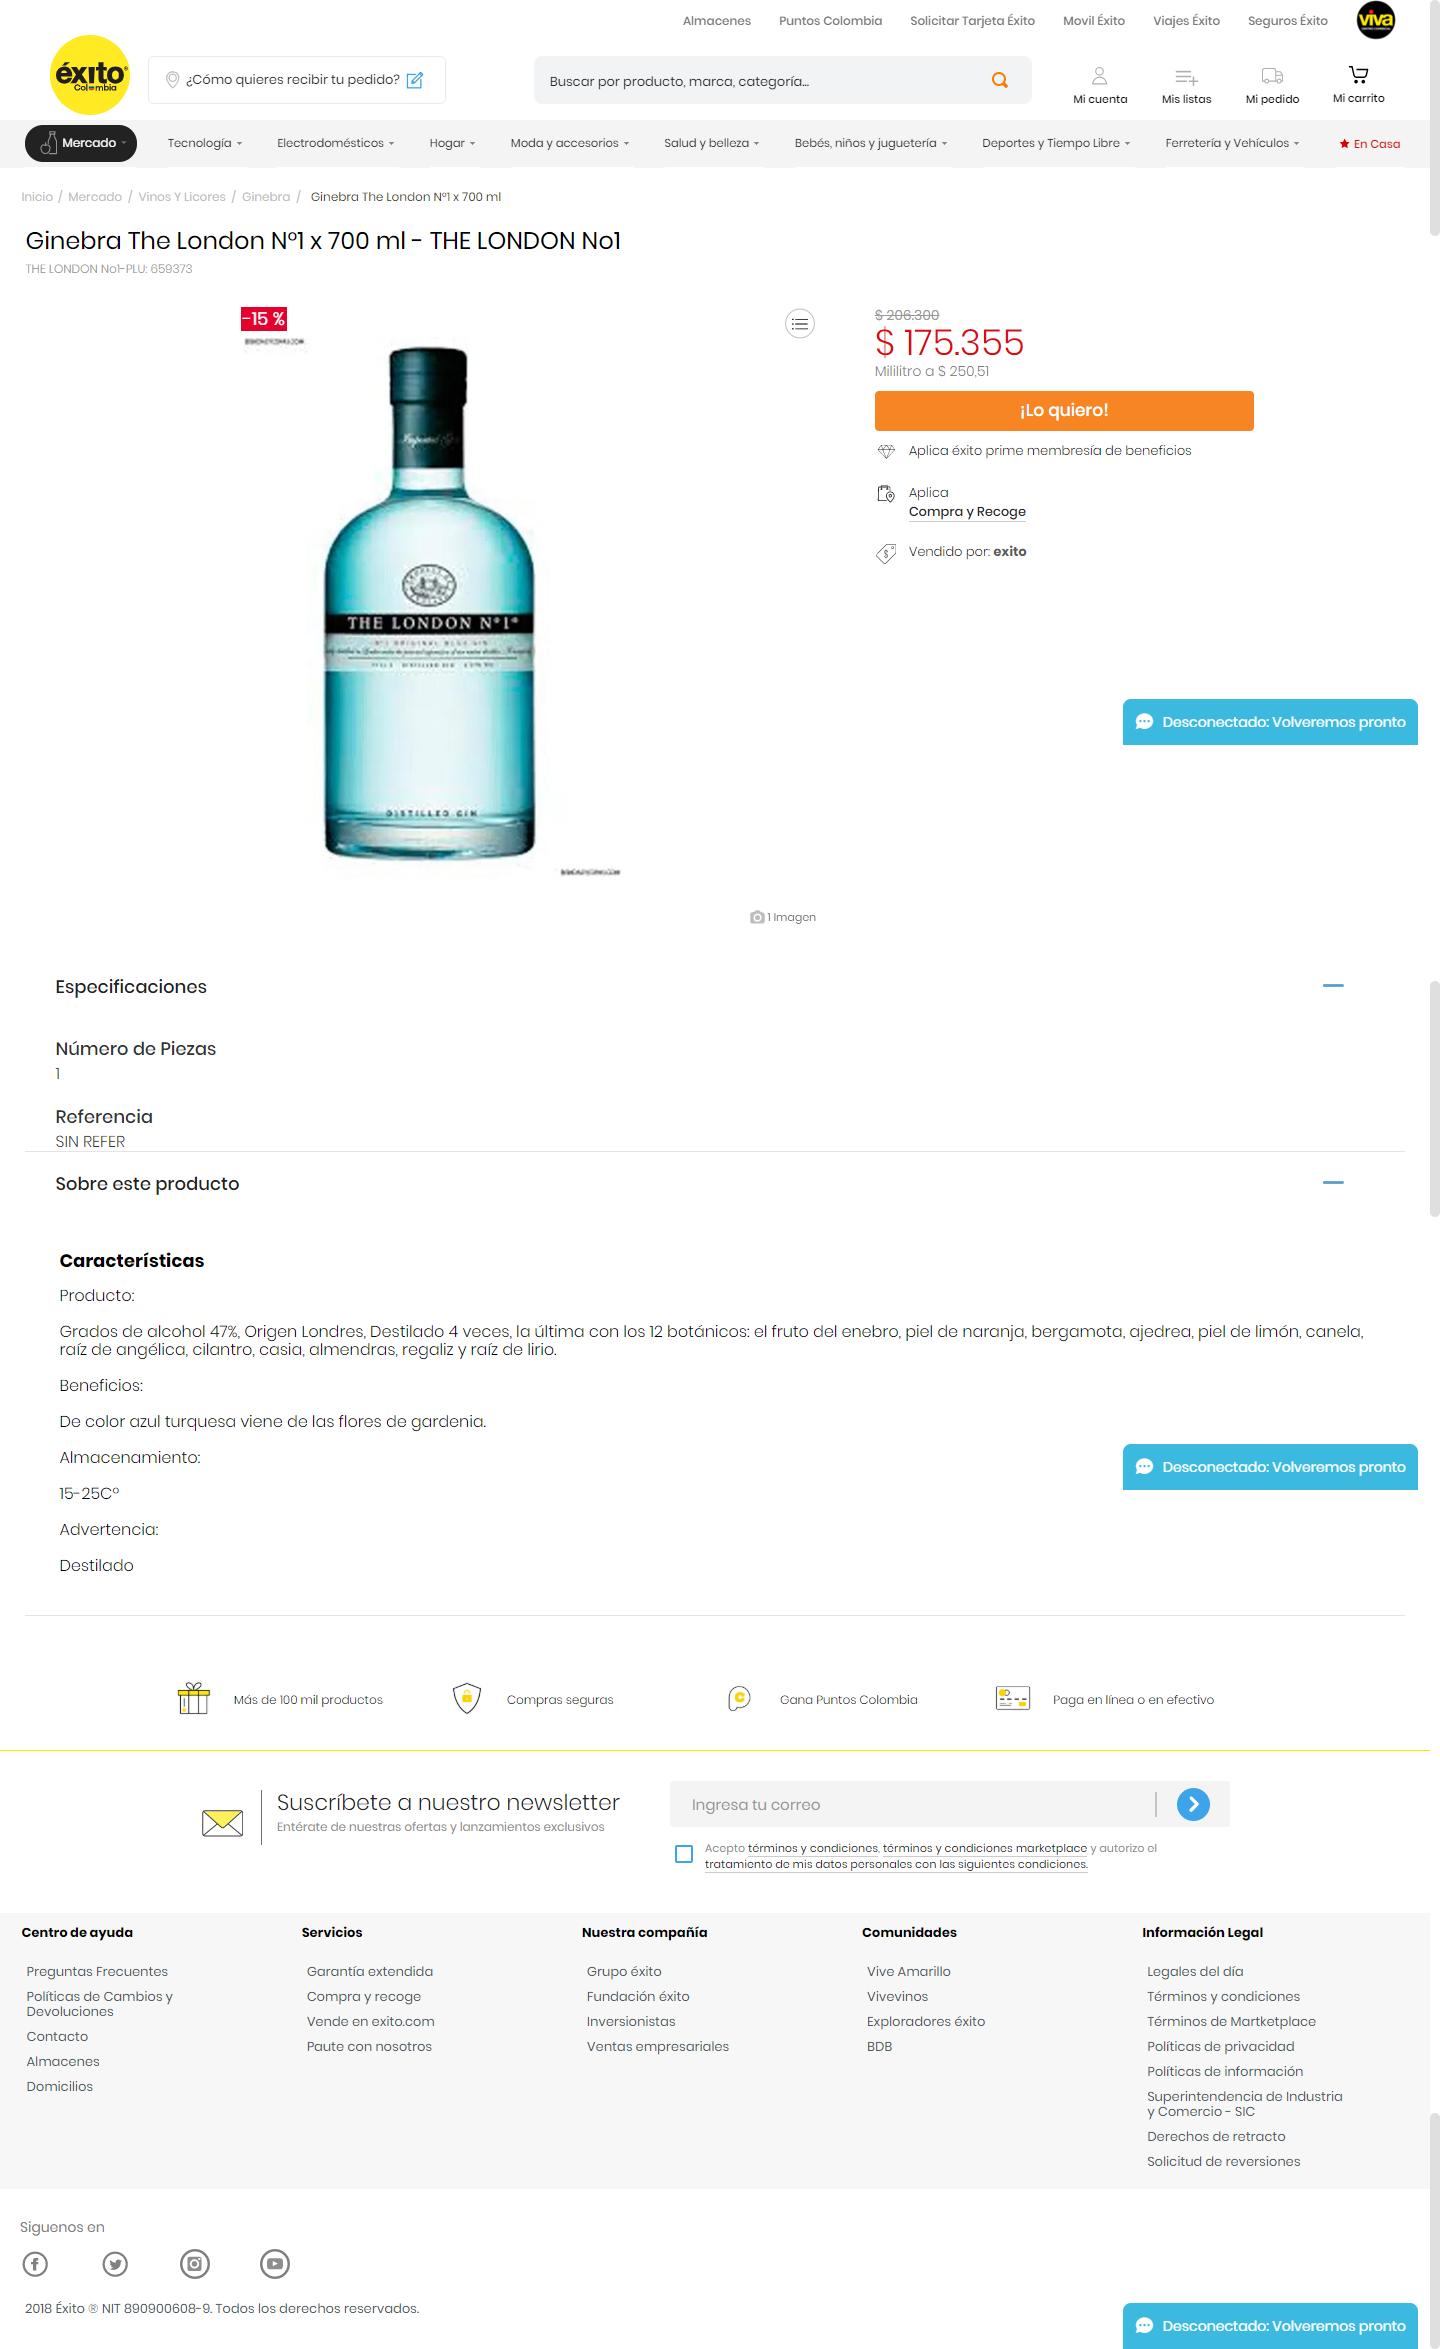 Almacenes
Puntos Colombia
Solicitar Tarjeta Éxito
Movil Éxito
Viajes Éxito
Seguros Éxito
viva
éxito
Colombia
¿Cómo quieres recibir tu pedido?
Buscar por producto, marca, categoría...
Mi cuenta
Mis listas
Mi pedido
Mi carrito
Mercado
Tecnología
Electrodomésticos
Hogar
Moda y accesorios
Salud y belleza
Bebés, niños y juguetería
Deportes y Tiempo Libre
Ferretería y Vehículos
En Casa
Inicio / Mercado / Vinos Y Licores / Ginebra / Ginebra The London N°1 x 700 ml
Ginebra The London N°1 x 700 ml - THE LONDON No1
THE LONDON No1-PLU: 659373
-15 %
THE LONDON Nº1
DISTILLED GIN
1 Imagen
$ 206.300
$ 175.355
Mililitro a $ 250,51
¡Lo quiero!
Aplica éxito prime membresía de beneficios
Aplica
Compra y Recoge
Vendido por: exito
Desconectado: Volveremos pronto
Especificaciones
Número de Piezas
1
Referencia
SIN REFER
Sobre este producto
Características
Producto:
Grados de alcohol 47%, Origen Londres, Destilado 4 veces, la última con los 12 botánicos: el fruto del enebro, piel de naranja, bergamota, ajedrea, piel de limón, canela,
raíz de angélica, cilantro, casia, almendras, regaliz y raíz de lirio.
Beneficios:
De color azul turquesa viene de las flores de gardenia.
Almacenamiento:
Desconectado: Volveremos pronto
15-25C°
Advertencia:
Destilado
Más de 100 mil productos
Compras seguras
Gana Puntos Colombia
Paga en línea o en efectivo
Suscríbete a nuestro newsletter
Entérate de nuestras ofertas y lanzamientos exclusivos
Ingresa tu correo
Acepto términos y condiciones, términos y condiciones marketplace y autorizo el
tratamiento de mis datos personales con las siguientes condiciones.
Centro de ayuda
Preguntas Frecuentes
Políticas de Cambios y
Devoluciones
Contacto
Almacenes
Domicilios
Servicios
Garantía extendida
Compra y recoge
Vende en exito.com
Paute con nosotros
Nuestra compañía
Grupo éxito
Fundación éxito
Inversionistas
Ventas empresariales
Comunidades
Vive Amarillo
Vivevinos
Exploradores éxito
BDB
Información Legal
Legales del día
Términos y condiciones
Términos de Martketplace
Políticas de privacidad
Políticas de información
Superintendencia de Industria
y Comercio - SIC
Derechos de retracto
Solicitud de reversiones
Siguenos en
2018 Éxito ® NIT 890900608-9. Todos los derechos reservados.
Desconectado: Volveremos pronto